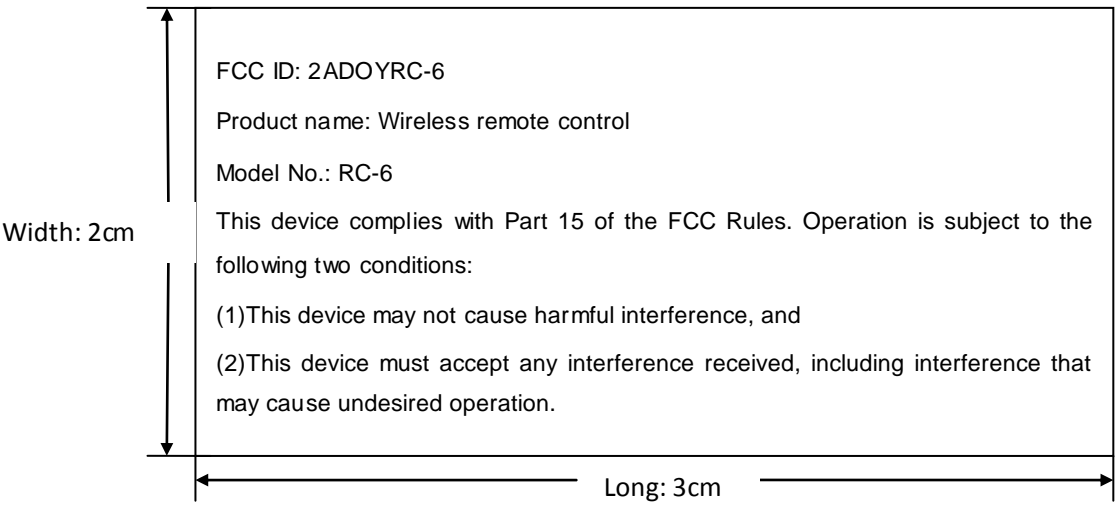 FCC ID: 2ADOYRC-6
Product name: Wireless remote control
Model No.: RC-6
Width: 2cm
This device complies with Part 15 of the FCC Rules. Operation is subject to the
following two conditions:
(1)This device may not cause harmful interference, and
(2)This device must accept any interference received, including interference that
may cause undesired operation.
Long: 3cm